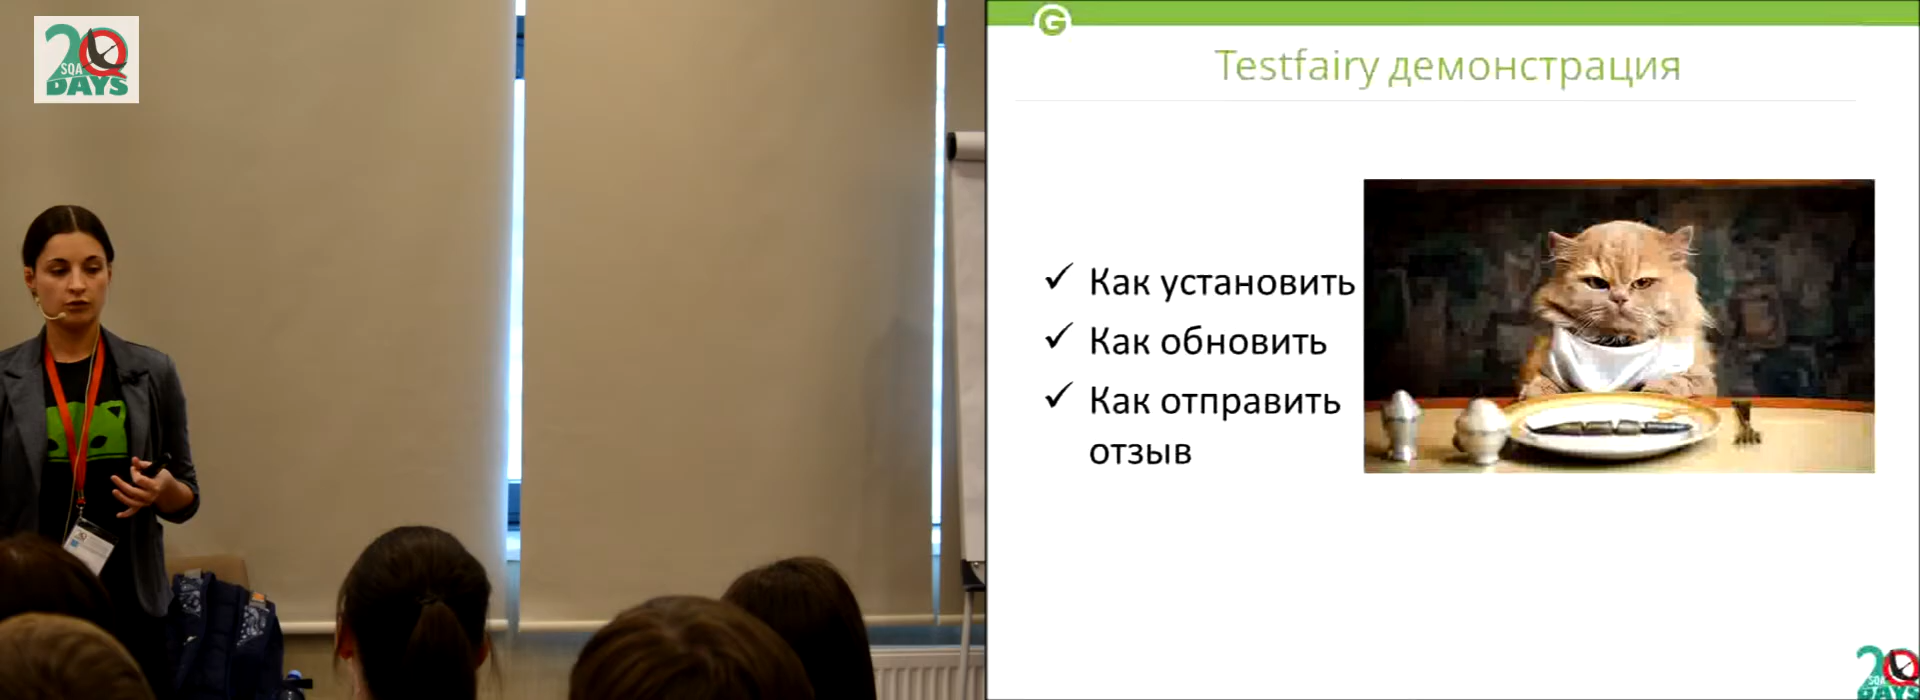 20
SQA
DAYS
G
Testfairy демонстрация
✓ Как установить
✓ Как обновить
✓ Как отправить
отзыв
20
SQA
DAYS